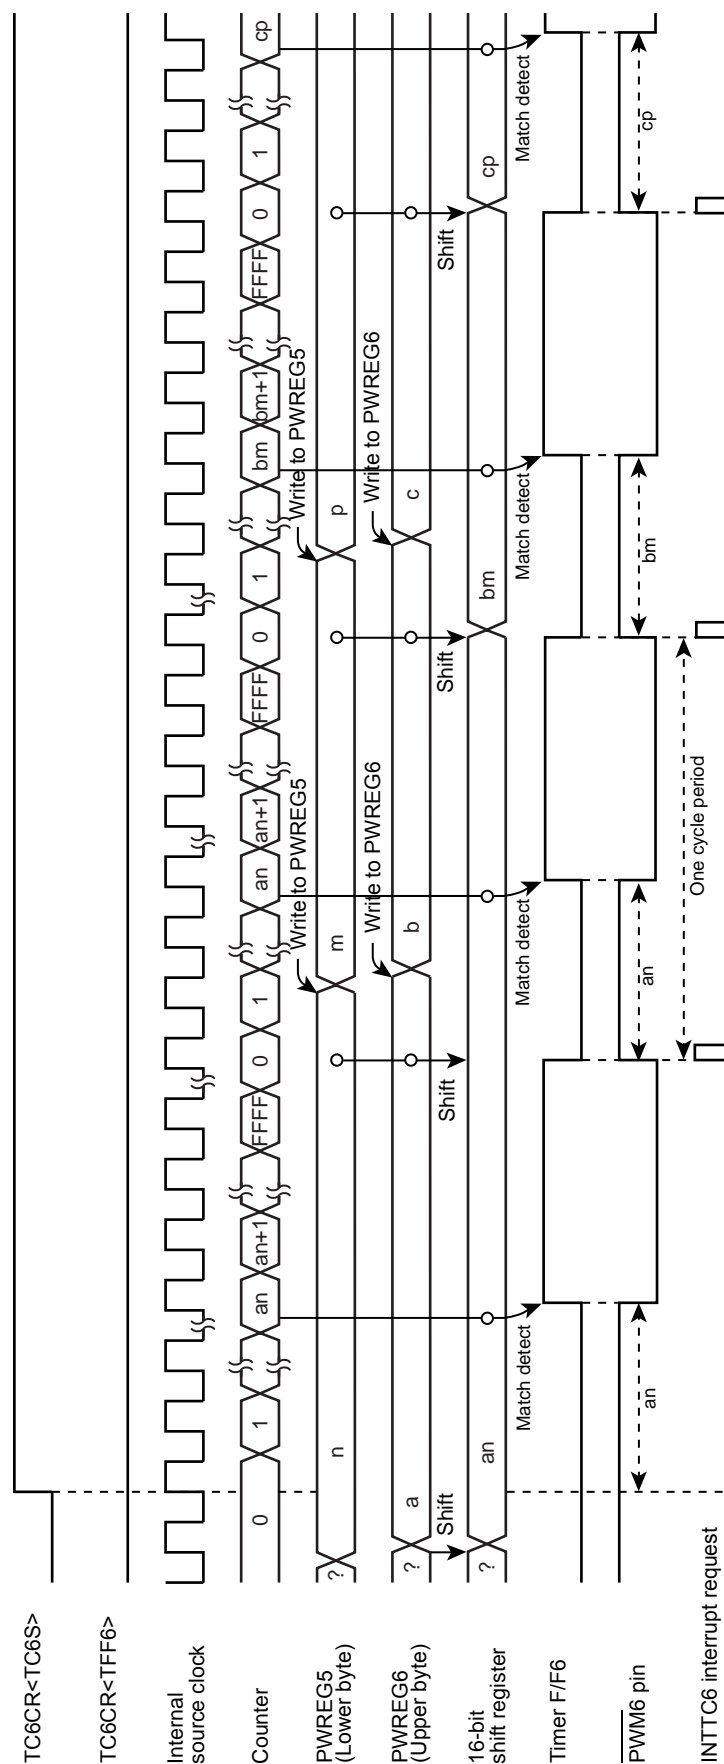 TC6CR<TC6S>
TC6CR<TFF6>
Internal
source clock
Counter
0
1
an
an+1
FFFF
0
1
an
an+1
FFFF
0
1
bm
bm+1
FFFF
0
1
cp
Write to PWREG5
Write to PWREG5
PWREG5
(Lower byte)
?
n
m
p
Write to PWREG6
Write to PWREG6
PWREG6
(Upper byte)
?
a
b
c
Shift
Shift
Shift
Shift
16-bit
shift register
?
an
bm
cp
Match detect
Match detect
Match detect
Match detect
Timer F/F6
PWM6 pin
an
an
bm
cp
One cycle period
INTTC6 interrupt request